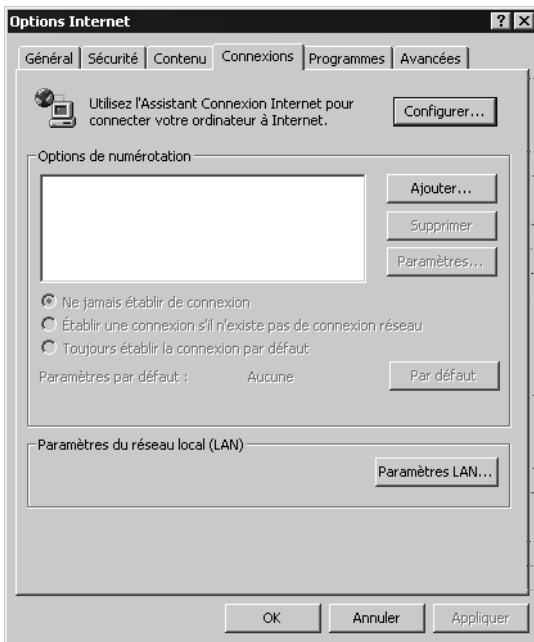 Options Internet
Général Sécurité Contenu Connexions Programmes Avancées
Utilisez l'Assistant Connexion Internet pour
connecter votre ordinateur à Internet.
Configurer...
Options de numérotation
Ajouter...
Supprimer
Paramètres...
Ne jamais établir de connexion
Établir une connexion s'il n'existe pas de connexion réseau
Toujours établir la connexion par défaut
Paramètres par défaut : Aucune Par défaut
Paramètres du réseau local (LAN)
Paramètres LAN...
OK Annuler Appliquer